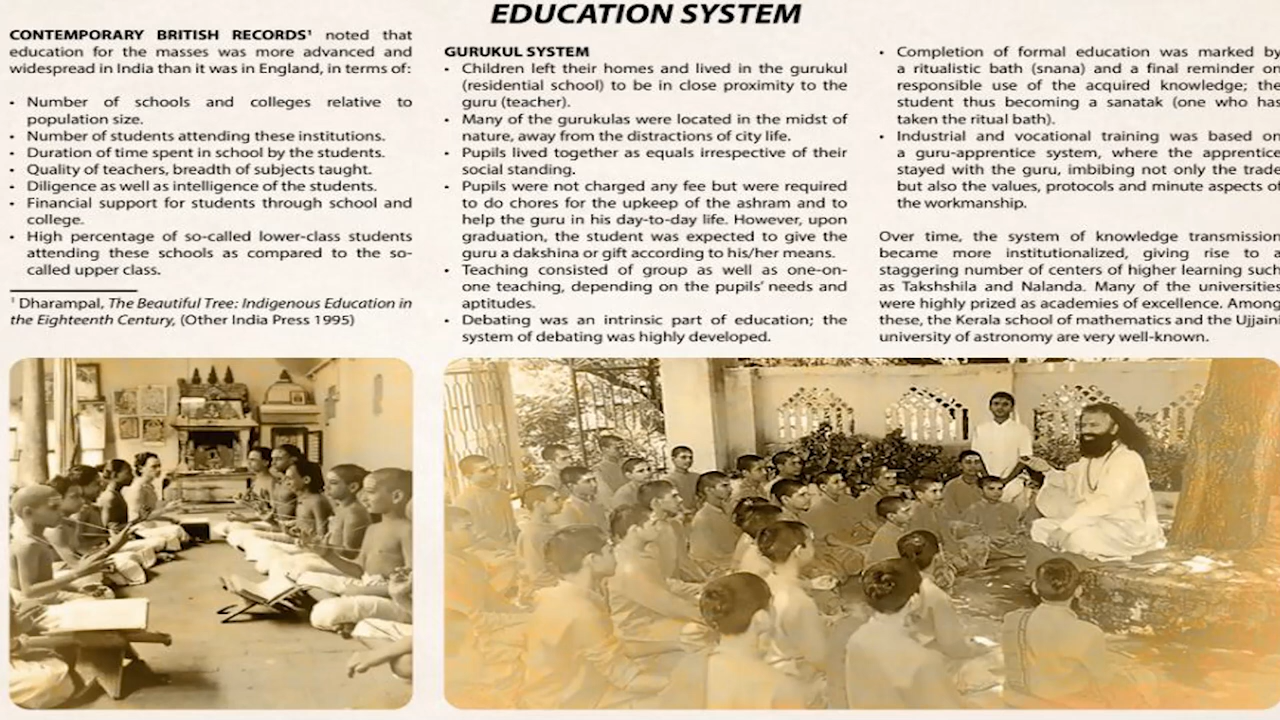 EDUCATION SYSTEM
CONTEMPORARY BRITISH RECORDS¹ noted that
education for the masses was more advanced and
widespread in India than it was in England, in terms of:
• Number of schools and colleges relative to
population size.
• Number of students attending these institutions.
• Duration of time spent in school by the students.
• Quality of teachers, breadth of subjects taught.
• Diligence as well as intelligence of the students.
• Financial support for students through school and
college.
• High percentage of so-called lower-class students
attending these schools as compared to the so-
called upper class.
¹ Dharampal, The Beautiful Tree: Indigenous Education in
the Eighteenth Century, (Other India Press 1995)
GURUKUL SYSTEM
• Children left their homes and lived in the gurukul
(residential school) to be in close proximity to the
guru (teacher).
• Many of the gurukulas were located in the midst of
nature, away from the distractions of city life.
• Pupils lived together as equals irrespective of their
social standing.
• Pupils were not charged any fee but were required
to do chores for the upkeep of the ashram and to
help the guru in his day-to-day life. However, upon
graduation, the student was expected to give the
guru a dakshina or gift according to his/her means.
• Teaching consisted of group as well as one-on-
one teaching, depending on the pupils' needs and
aptitudes.
• Debating was an intrinsic part of education; the
system of debating was highly developed.
• Completion of formal education was marked by
a ritualistic bath (snana) and a final reminder on
responsible use of the acquired knowledge; the
student thus becoming a sanatak (one who has
taken the ritual bath).
• Industrial and vocational training was based on
a guru-apprentice system, where the apprentice
stayed with the guru, imbibing not only the trade
but also the values, protocols and minute aspects of
the workmanship.
Over time, the system of knowledge transmission
became more institutionalized, giving rise to a
staggering number of centers of higher learning such
as Takshshila and Nalanda. Many of the universities
were highly prized as academies of excellence. Among
these, the Kerala school of mathematics and the Ujjaini
university of astronomy are very well-known.